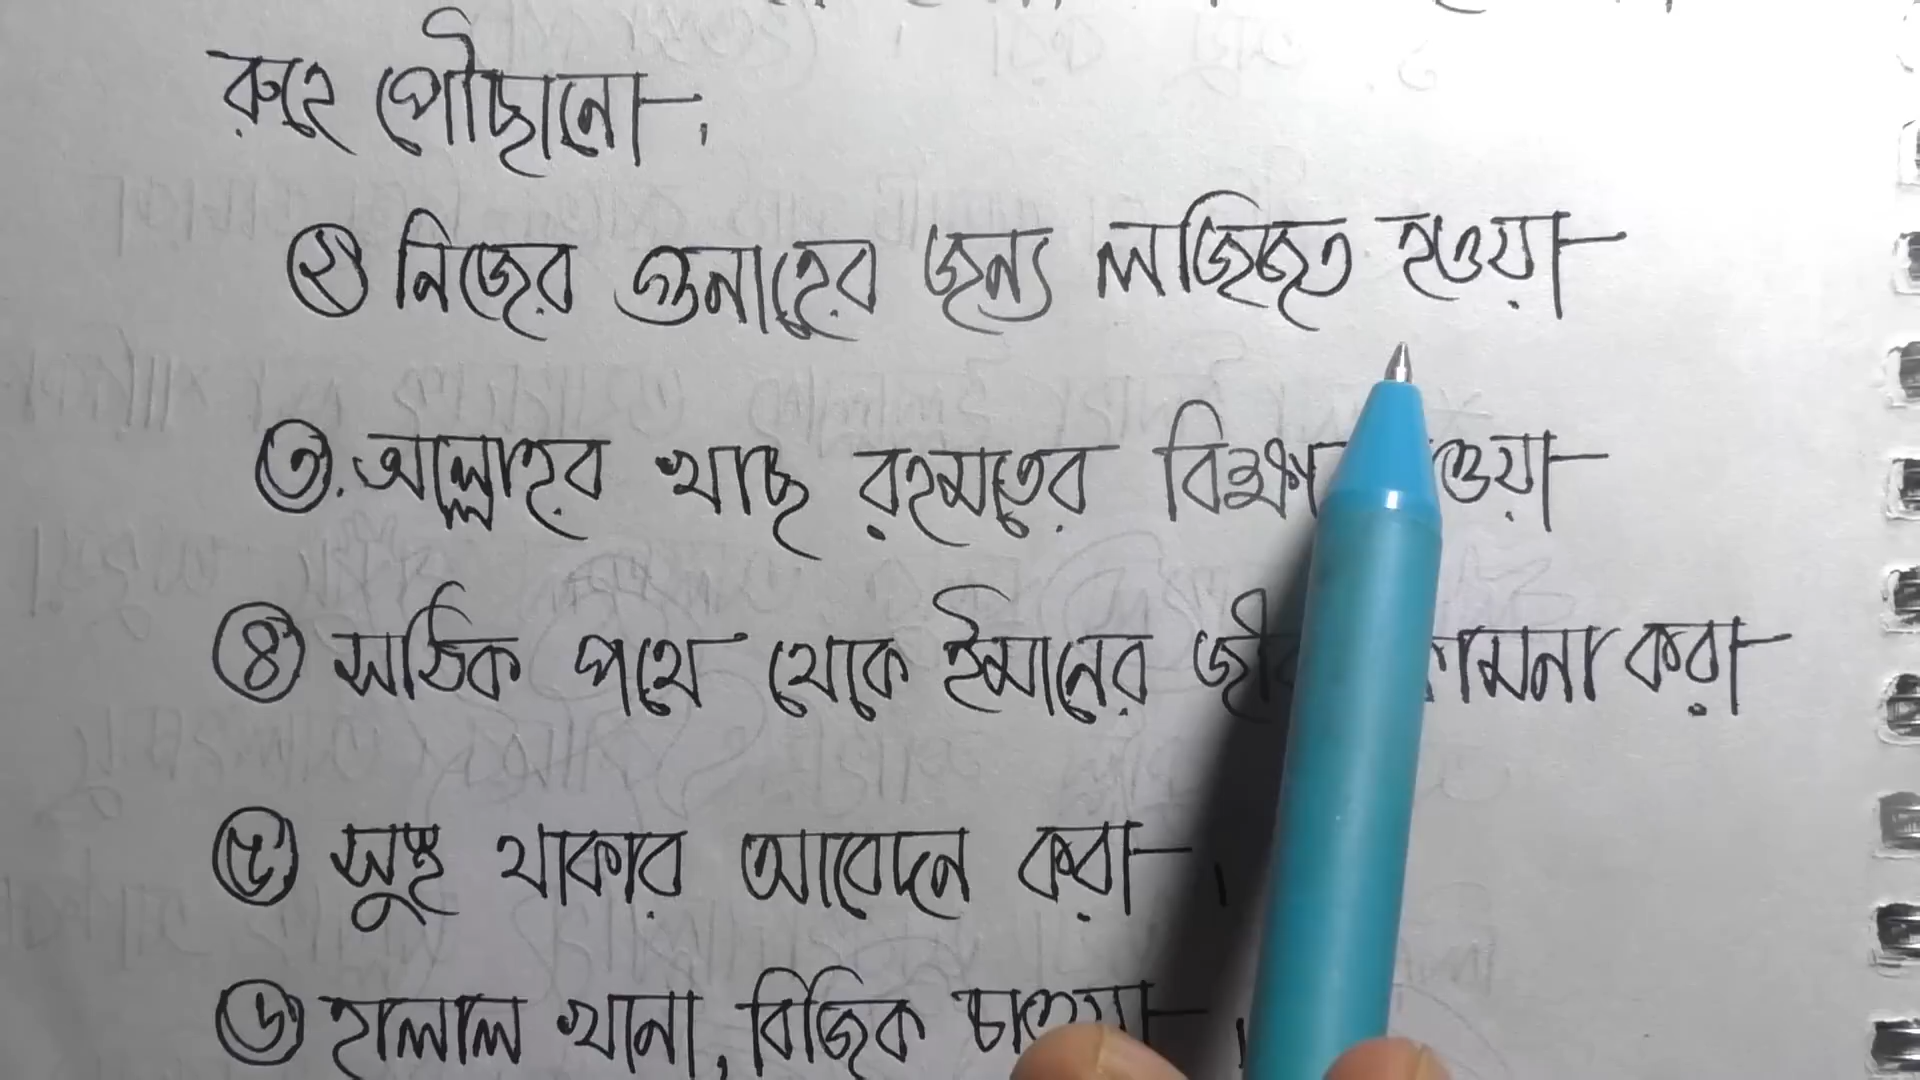 রুহে পৌঁছানো-।
২ নিজের গুনাহের জন্য লজ্জিত হওয়া-
৩. আল্লাহর খাছ রহমতের
৪ সঠিক পথে থেকে ঈমানের কামনা করা-
৫ সুস্থ থাকার আবেদন করা-।
৬ হালাল খানা, রিজিক চাওয়া-।